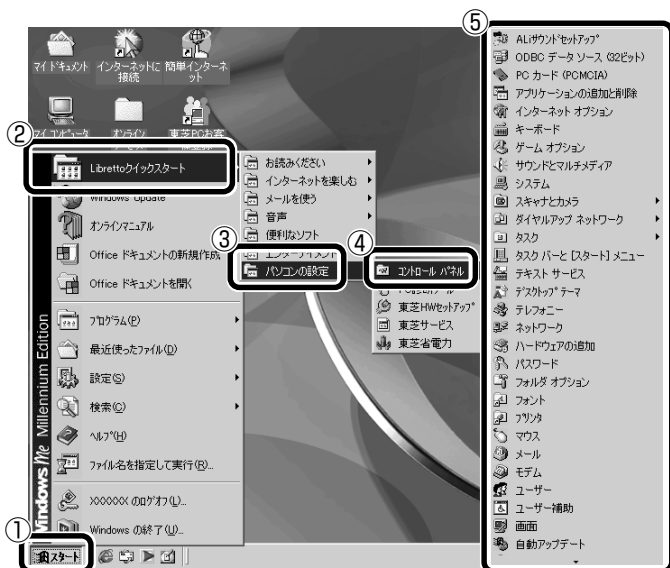 ⑤
マイ ドキュメント
インターネットに
接続
簡単インターネ
ット
マイ コンピュータ
オンライン
東芝PCお客
②
Librettoクイックスタート
Windows Update
オンラインマニュアル
Office ドキュメントの新規作成
Office ドキュメントを開く
プログラム(P)
最近使ったファイル(D)
設定(S)
検索(C)
ヘルプ(H)
ファイル名を指定して実行(R)...
XXXXXX のログオフ(L)...
Windows の終了(U)...
Windows Me Millennium Edition
①
スタート
お読みください
インターネットを楽しむ
メールを使う
音声
便利なソフト
エンターテイメント
③
パソコンの設定
④
コントロール パネル
東芝HWセットアップ
東芝サービス
東芝省電力
ALiサウンドセットアップ
ODBC データ ソース (32ビット)
PC カード (PCMCIA)
アプリケーションの追加と削除
インターネット オプション
キーボード
ゲーム オプション
サウンドとマルチメディア
システム
スキャナとカメラ
ダイヤルアップ ネットワーク
タスク
タスク バーと [スタート] メニュー
テキスト サービス
デスクトップ テーマ
テレフォニー
ネットワーク
ハードウェアの追加
パスワード
フォルダ オプション
フォント
プリンタ
マウス
メール
モデム
ユーザー
ユーザー補助
画面
自動アップデート